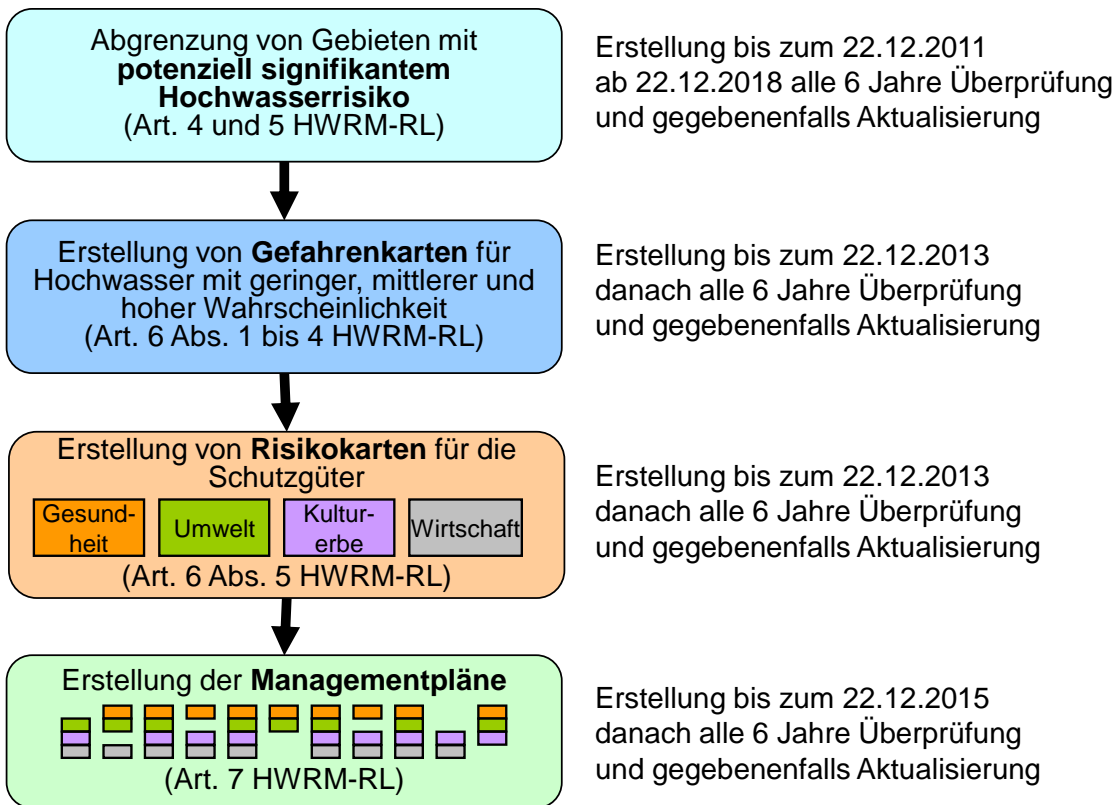 Abgrenzung von Gebieten mit
potenziell signifikantem
Hochwasserrisiko
(Art. 4 und 5 HWRM-RL)
Erstellung bis zum 22.12.2011
ab 22.12.2018 alle 6 Jahre Überprüfung
und gegebenenfalls Aktualisierung
Erstellung von Gefahrenkarten für
Hochwasser mit geringer, mittlerer und
hoher Wahrscheinlichkeit
(Art. 6 Abs. 1 bis 4 HWRM-RL)
Erstellung bis zum 22.12.2013
danach alle 6 Jahre Überprüfung
und gegebenenfalls Aktualisierung
Erstellung von Risikokarten für die
Schutzgüter
Gesund-
heit
Umwelt
Kultur-
erbe
Wirtschaft
(Art. 6 Abs. 5 HWRM-RL)
Erstellung bis zum 22.12.2013
danach alle 6 Jahre Überprüfung
und gegebenenfalls Aktualisierung
Erstellung der Managementpläne
(Art. 7 HWRM-RL)
Erstellung bis zum 22.12.2015
danach alle 6 Jahre Überprüfung
und gegebenenfalls Aktualisierung